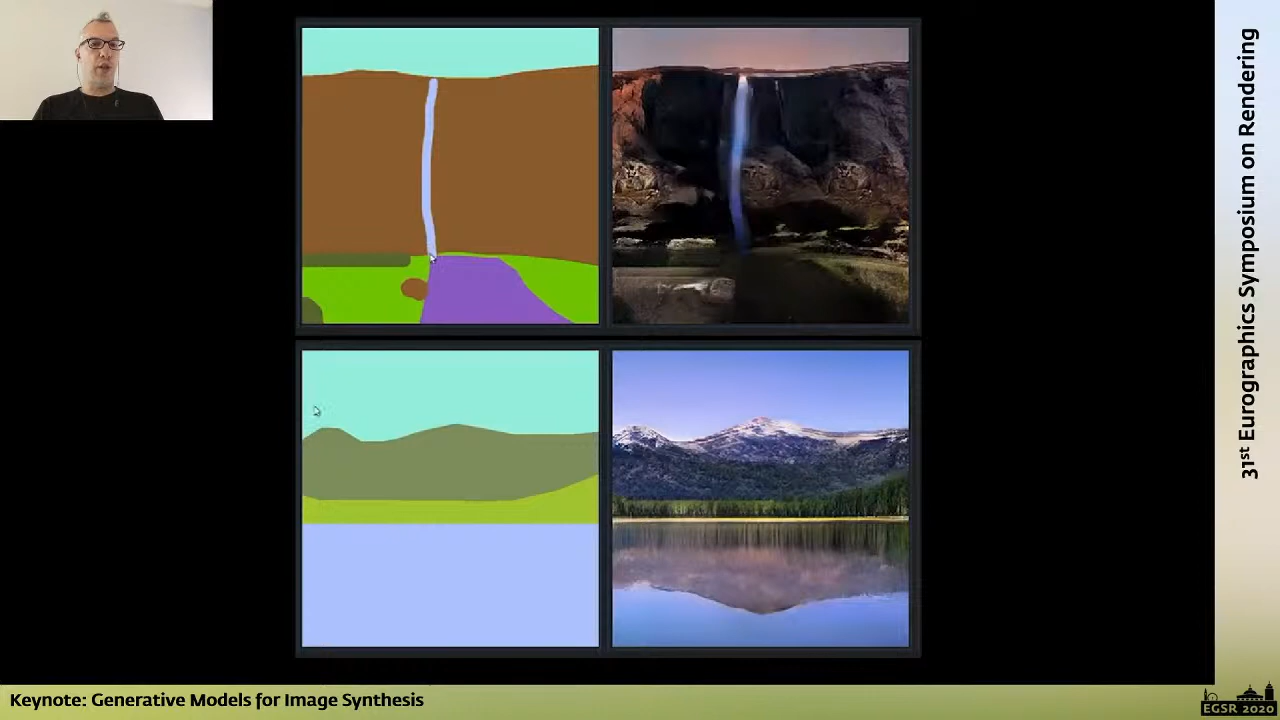 31st Eurographics Symposium on Rendering
Keynote: Generative Models for Image Synthesis
EGSR 2020